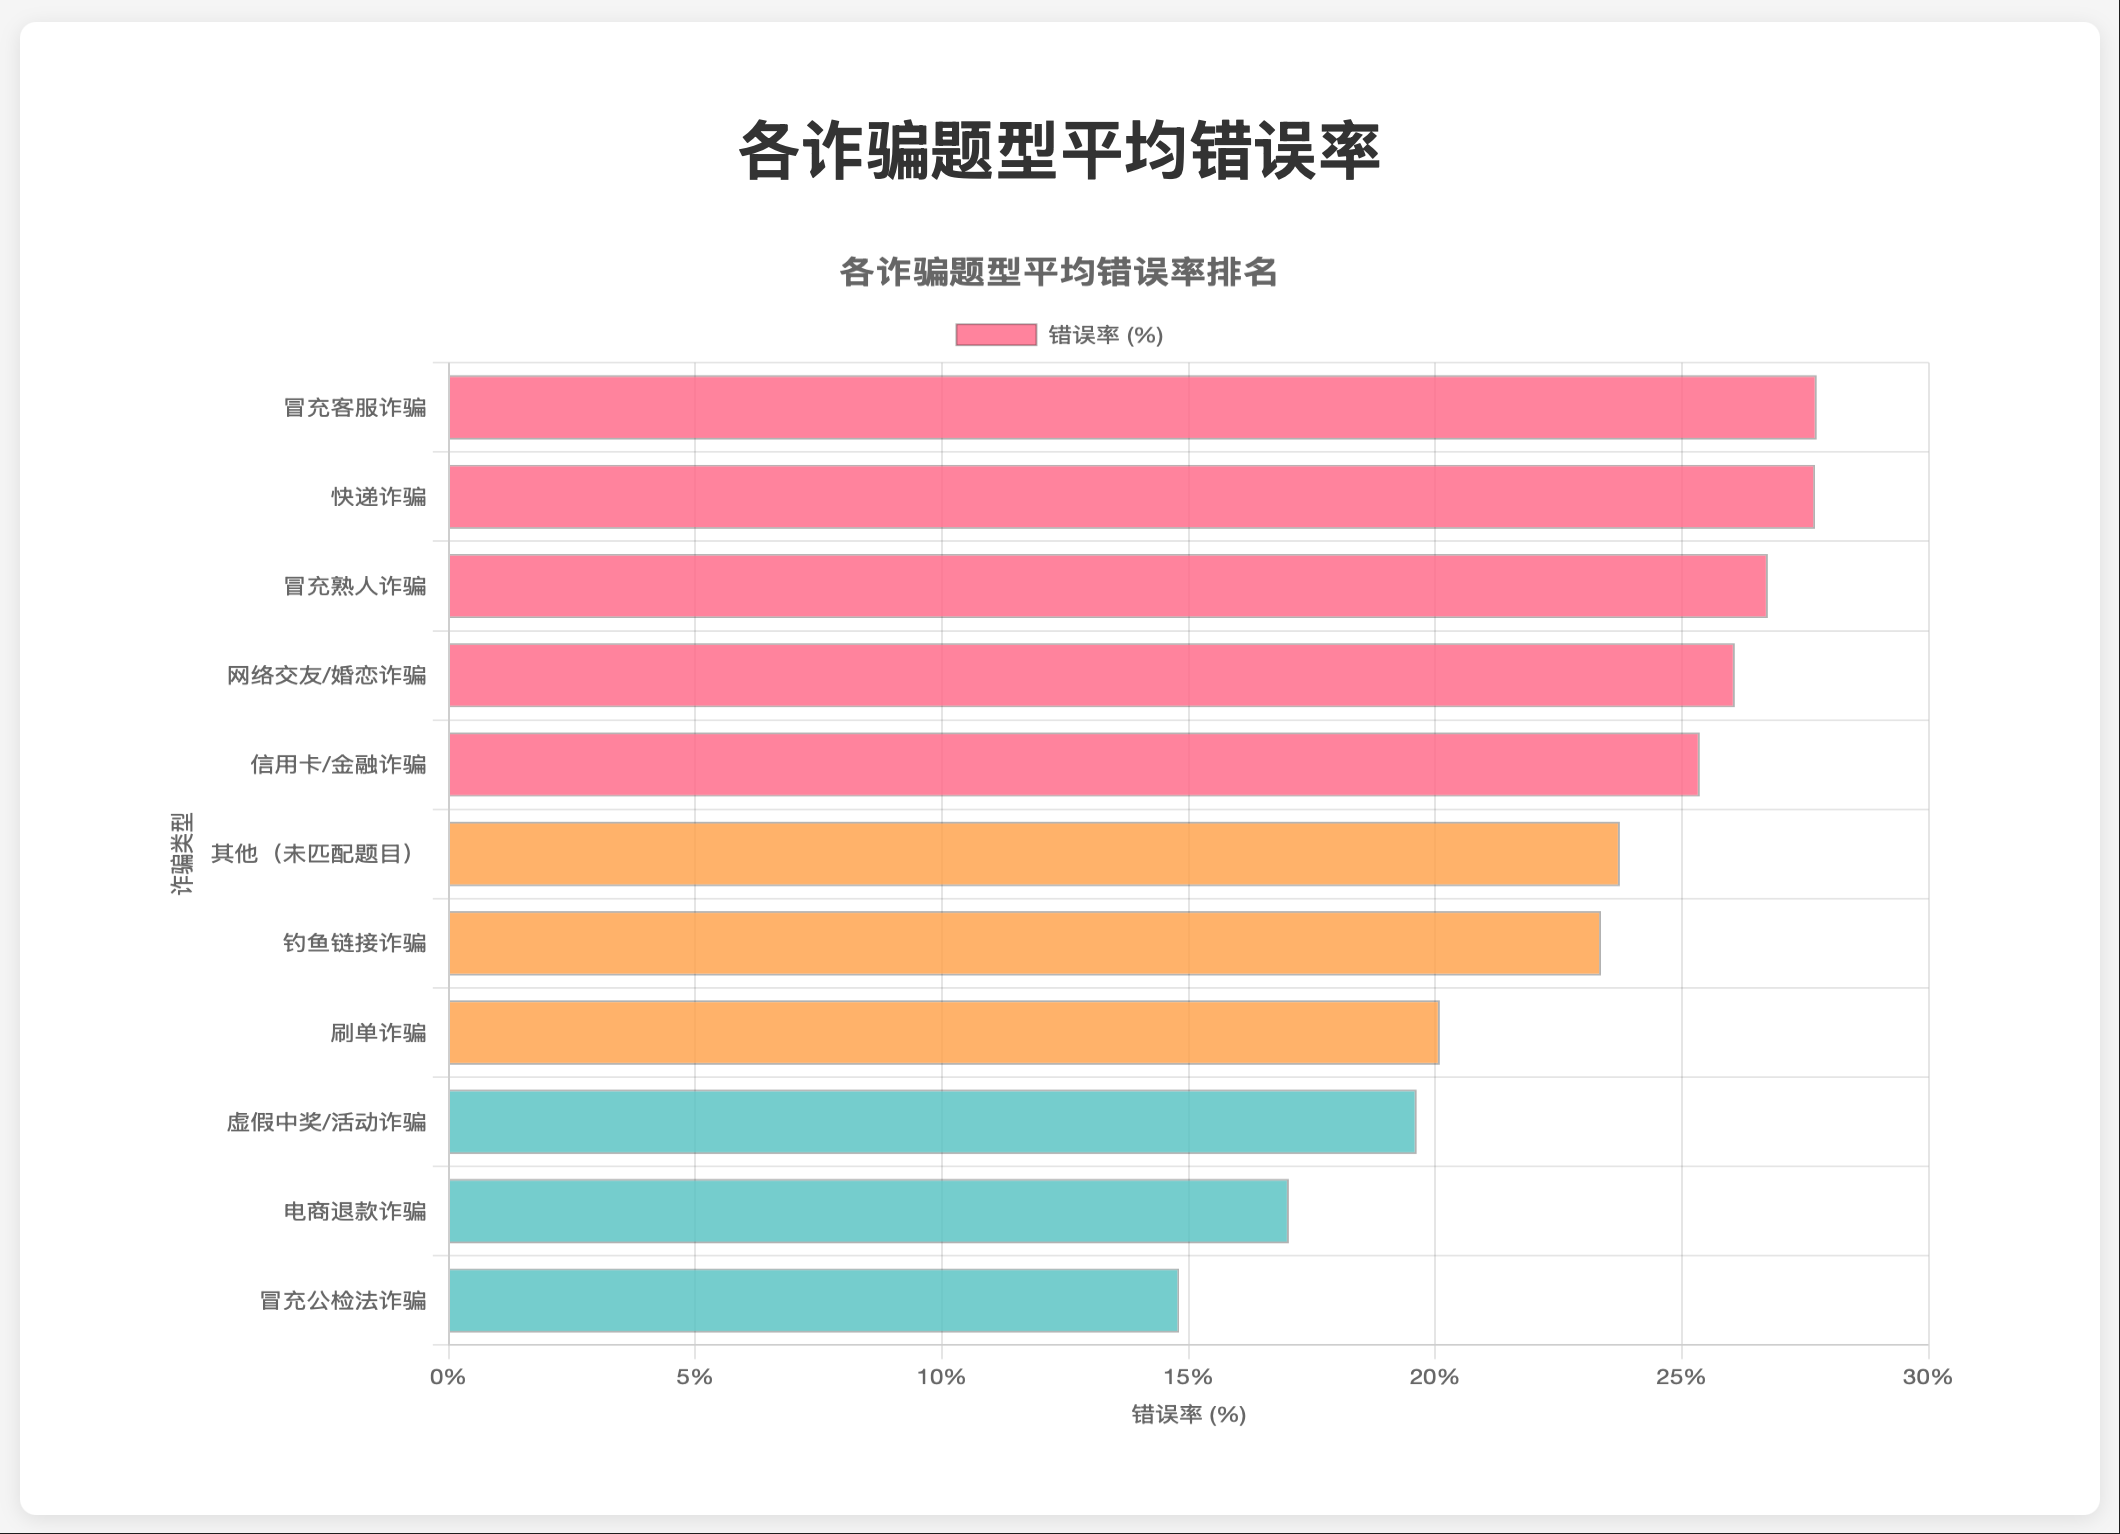 各诈骗题型平均错误率
各诈骗题型平均错误率排名
错误率 (%)
冒充客服诈骗
快递诈骗
冒充熟人诈骗
网络交友/婚恋诈骗
信用卡/金融诈骗
其他（未匹配题目）
钓鱼链接诈骗
刷单诈骗
虚假中奖/活动诈骗
电商退款诈骗
冒充公检法诈骗
诈骗类型
0% 5% 10% 15% 20% 25% 30%
错误率 (%)